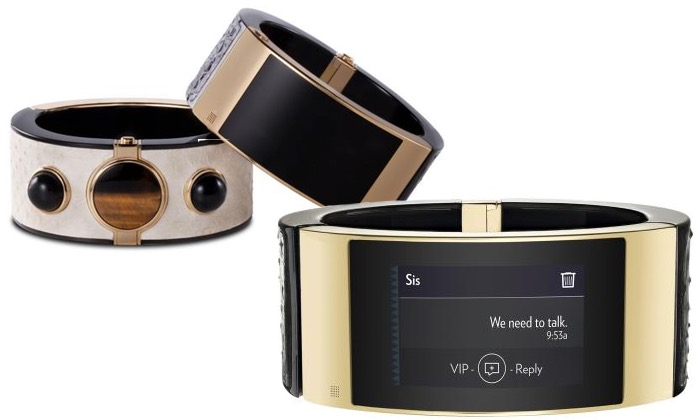 Sis
We need to talk.
9:53a
VIP - - Reply